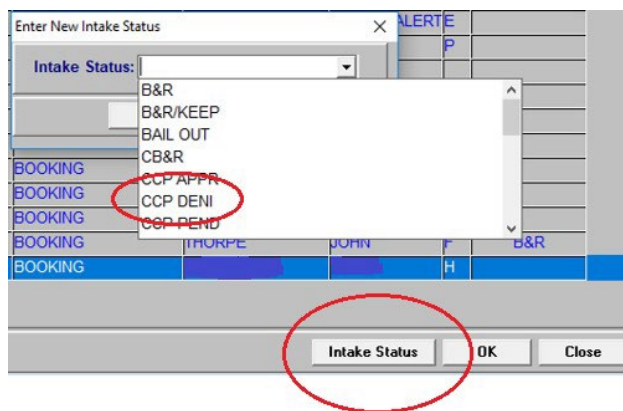 Enter New Intake Status ALERTE
P
Intake Status:
B&R
B&R/KEEP
BAIL OUT
CB&R
BOOKING CCP APPR
BOOKING CCP DENI
BOOKING CCP PEND
BOOKING THORPE JOHN F B&R
BOOKING H
Intake Status OK Close